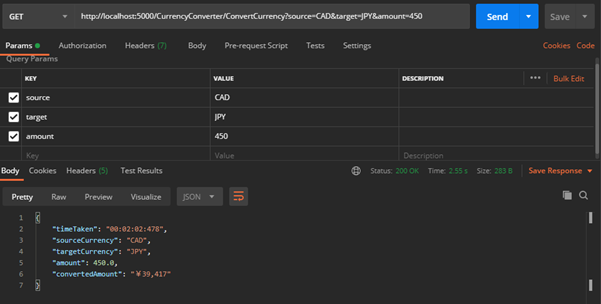 GET http://localhost:5000/CurrencyConverter/ConvertCurrency?source=CAD&target=JPY&amount=450 Send Save
Params Authorization Headers (7) Body Pre-request Script Tests Settings Cookies Code
Query Params
KEY VALUE DESCRIPTION ••• Bulk Edit
source CAD
target JPY
amount 450
Key Value Description
Body Cookies Headers (5) Test Results Status: 200 OK Time: 2.55 s Size: 283 B Save Response
Pretty Raw Preview Visualize JSON
1 {
2 "timeTaken": "00:02:02:478",
3 "sourceCurrency": "CAD",
4 "targetCurrency": "JPY",
5 "amount": 450.0,
6 "convertedAmount": "¥39,417"
7 }